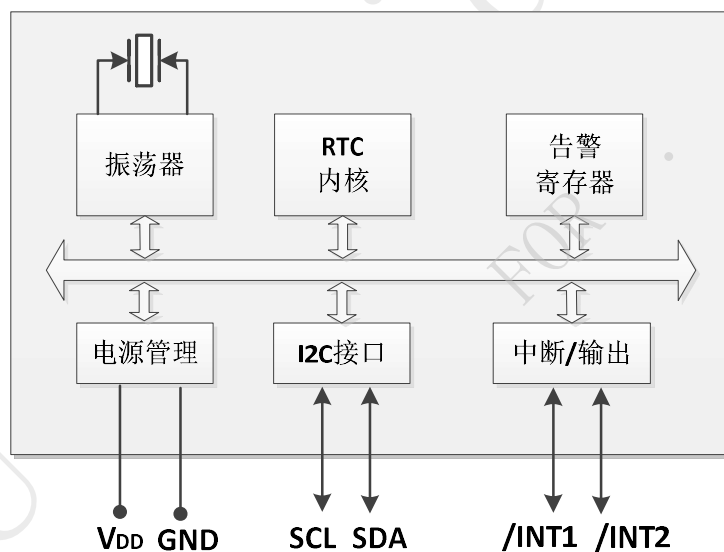 振荡器
RTC
内核
告警
寄存器
FOR
电源管理
I2C接口
中断/输出
VDD GND
SCL SDA
/INT1 /INT2